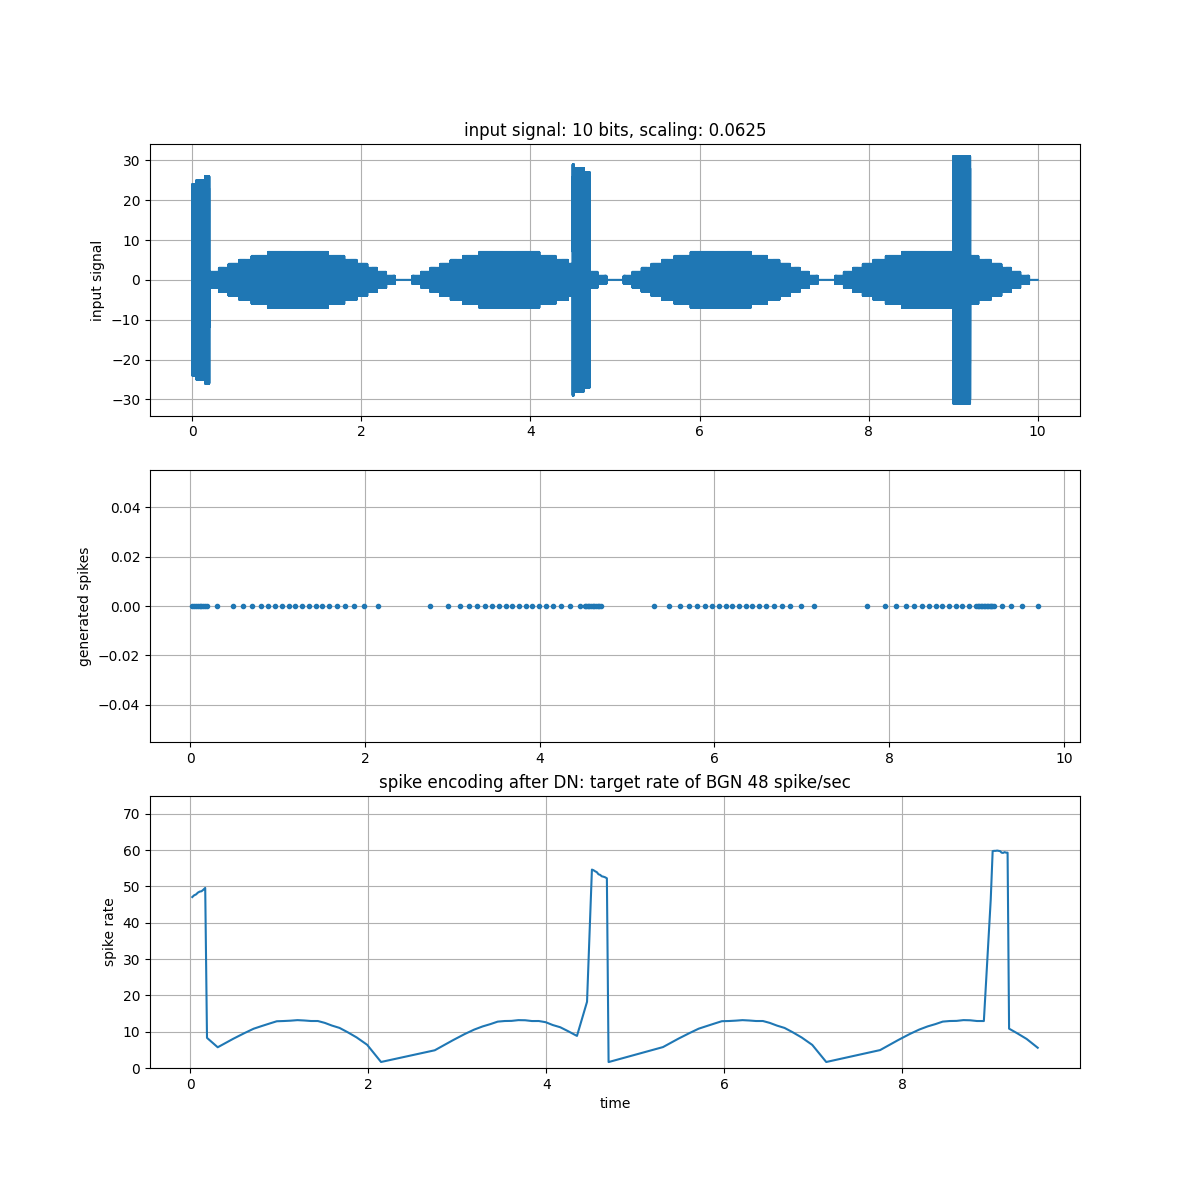 input signal: 10 bits, scaling: 0.0625
30
20
10
0
−10
−20
−30
input signal
0 2 4 6 8 10
0.04
0.02
0.00
−0.02
−0.04
generated spikes
0 2 4 6 8 10
spike encoding after DN: target rate of BGN 48 spike/sec
70
60
50
40
30
20
10
0
spike rate
0 2 4 6 8
time